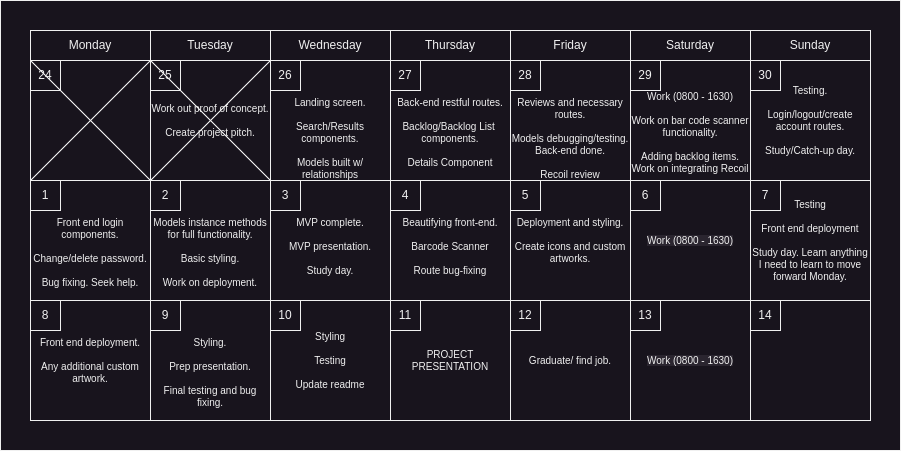 Monday
Tuesday
Wednesday
Thursday
Friday
Saturday
Sunday
24
25
Work out proof of concept.
Create project pitch.
26
Landing screen.
Search/Results
components.
Models built w/
relationships
27
Back-end restful routes.
Backlog/Backlog List
components.
Details Component
28
Reviews and necessary
routes.
Models debugging/testing.
Back-end done.
Recoil review
29
Work (0800 - 1630)
Work on bar code scanner
functionality.
Adding backlog items.
Work on integrating Recoil
30
Testing.
Login/logout/create
account routes.
Study/Catch-up day.
1
Front end login
components.
Change/delete password.
Bug fixing. Seek help.
2
Models instance methods
for full functionality.
Basic styling.
Work on deployment.
3
MVP complete.
MVP presentation.
Study day.
4
Beautifying front-end.
Barcode Scanner
Route bug-fixing
5
Deployment and styling.
Create icons and custom
artworks.
6
Work (0800 - 1630)
7
Testing
Front end deployment
Study day. Learn anything
I need to learn to move
forward Monday.
8
Front end deployment.
Any additional custom
artwork.
9
Styling.
Prep presentation.
Final testing and bug
fixing.
10
Styling
Testing
Update readme
11
PROJECT
PRESENTATION
12
Graduate/ find job.
13
Work (0800 - 1630)
14